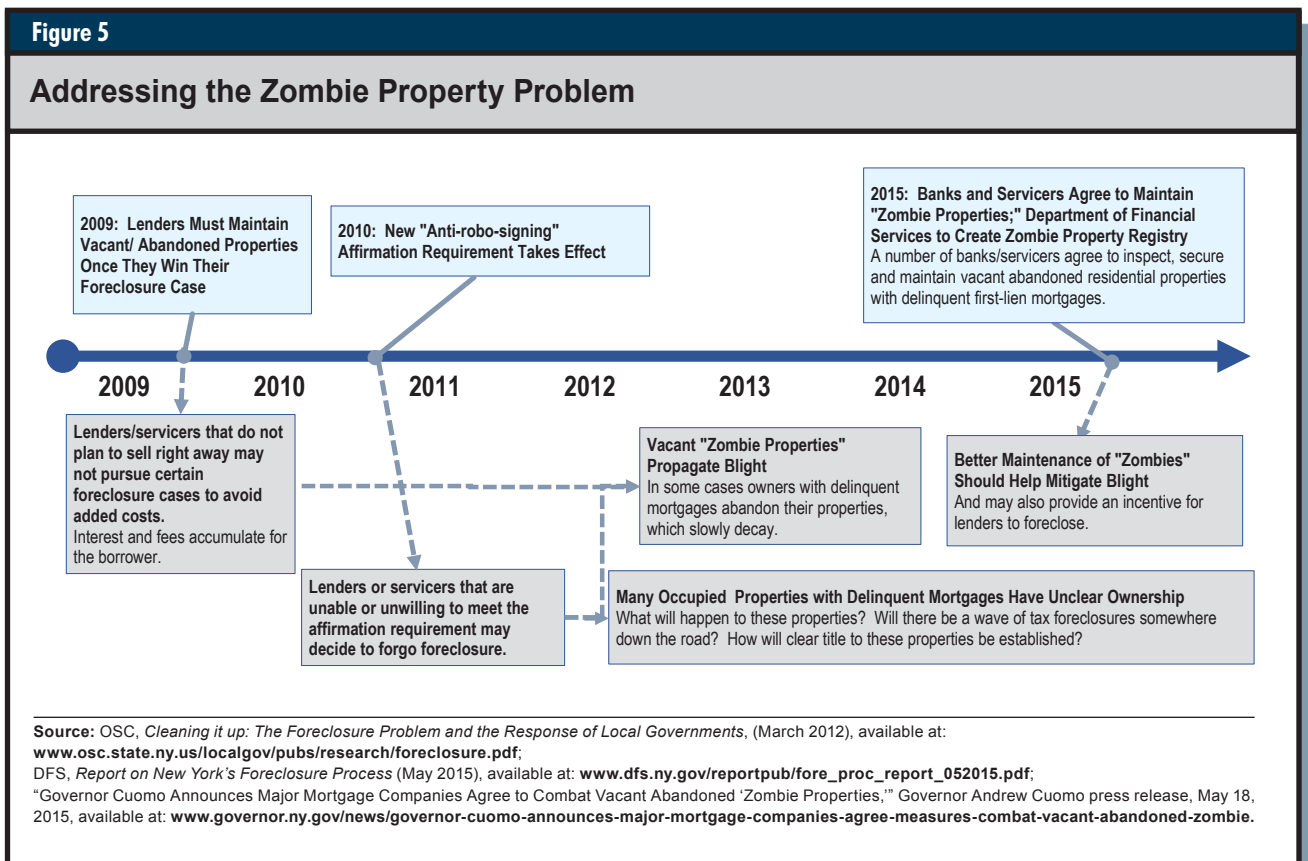 Figure 5
Addressing the Zombie Property Problem
2009:  Lenders Must Maintain
Vacant/ Abandoned Properties
Once They Win Their
Foreclosure Case
2010:  New "Anti-robo-signing"
Affirmation Requirement Takes Effect
2015:  Banks and Servicers Agree to Maintain
"Zombie Properties;" Department of Financial
Services to Create Zombie Property Registry
A number of banks/servicers agree to inspect, secure
and maintain vacant abandoned residential properties
with delinquent first-lien mortgages.
2009 2010 2011 2012 2013 2014 2015
Lenders/servicers that do not
plan to sell right away may
not pursue certain
foreclosure cases to avoid
added costs.
Interest and fees accumulate for
the borrower.
Vacant "Zombie Properties"
Propagate Blight
In some cases owners with delinquent
mortgages abandon their properties,
which slowly decay.
Better Maintenance of "Zombies"
Should Help Mitigate Blight
And may also provide an incentive for
lenders to foreclose.
Lenders or servicers that are
unable or unwilling to meet the
affirmation requirement may
decide to forgo foreclosure.
Many Occupied  Properties with Delinquent Mortgages Have Unclear Ownership
What will happen to these properties?  Will there be a wave of tax foreclosures somewhere
down the road?  How will clear title to these properties be established?
Source: OSC, Cleaning it up: The Foreclosure Problem and the Response of Local Governments, (March 2012), available at:
www.osc.state.ny.us/localgov/pubs/research/foreclosure.pdf;
DFS, Report on New York's Foreclosure Process (May 2015), available at: www.dfs.ny.gov/reportpub/fore_proc_report_052015.pdf;
“Governor Cuomo Announces Major Mortgage Companies Agree to Combat Vacant Abandoned ‘Zombie Properties,’” Governor Andrew Cuomo press release, May 18,
2015, available at: www.governor.ny.gov/news/governor-cuomo-announces-major-mortgage-companies-agree-measures-combat-vacant-abandoned-zombie.